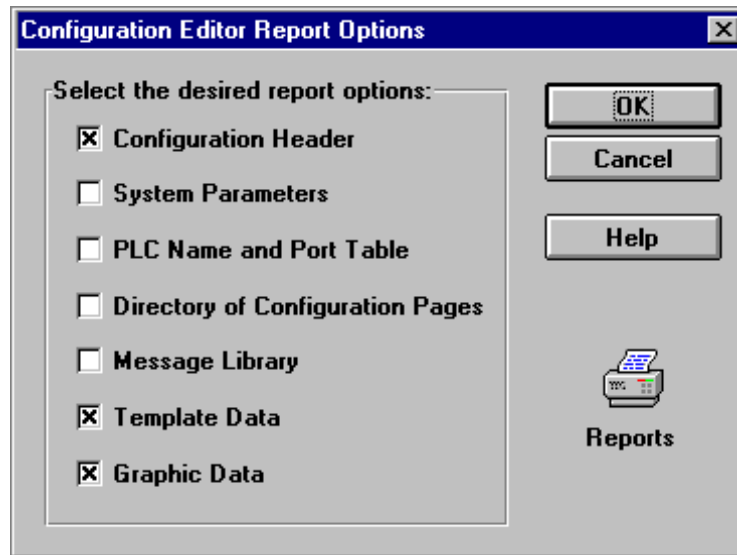 Configuration Editor Report Options
Select the desired report options:
Configuration Header
System Parameters
PLC Name and Port Table
Directory of Configuration Pages
Message Library
Template Data
Graphic Data
OK
Cancel
Help
Reports